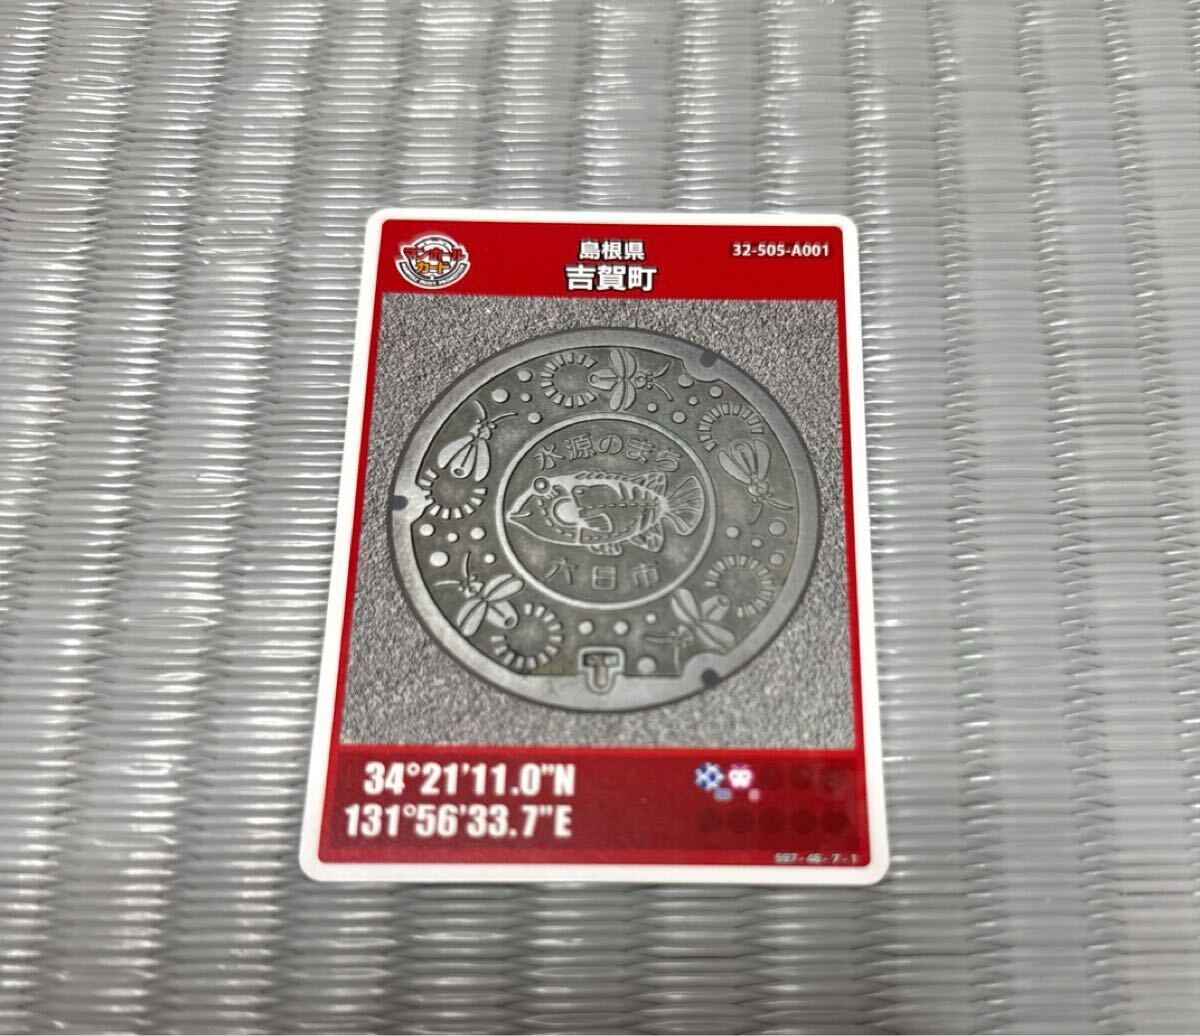 マンホール
カード
島根県
吉賀町
32-505-A001
水源のまち
六日市
34°21'11.0"N
131°56'33.7"E